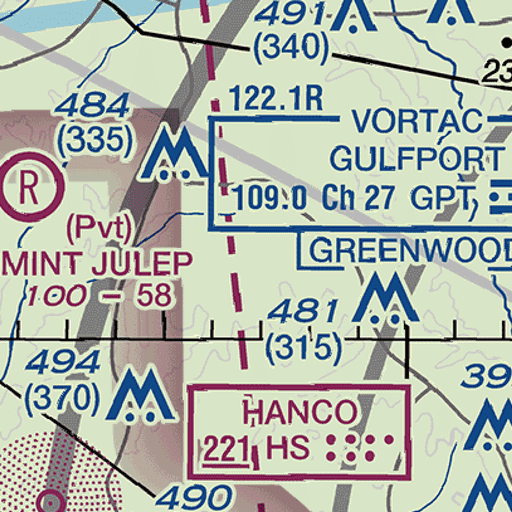 491
(340)
23
484
(335)
122.1R
VORTAC
GULFPORT
109.0 Ch 27 GPT
GREENWOOD
R
(Pvt)
MINT JULEP
100 - 58
481
(315)
494
(370)
39
HANCO
221 HS
490